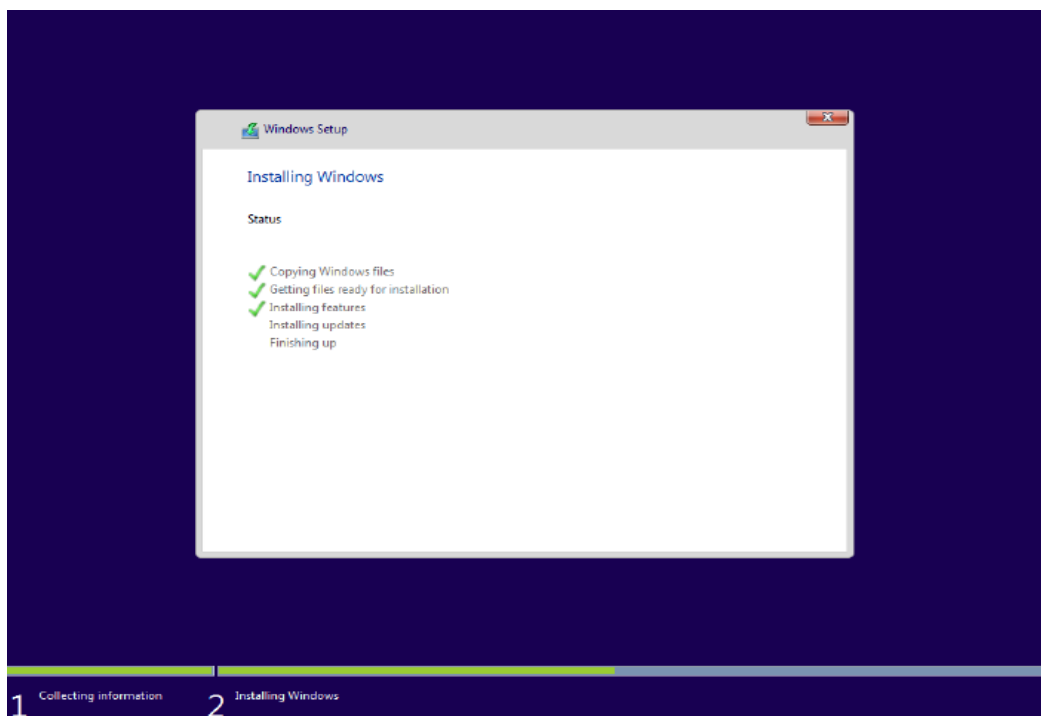 Windows Setup
Installing Windows
Status
Copying Windows files
Getting files ready for installation
Installing features
Installing updates
Finishing up
1 Collecting information
2 Installing Windows